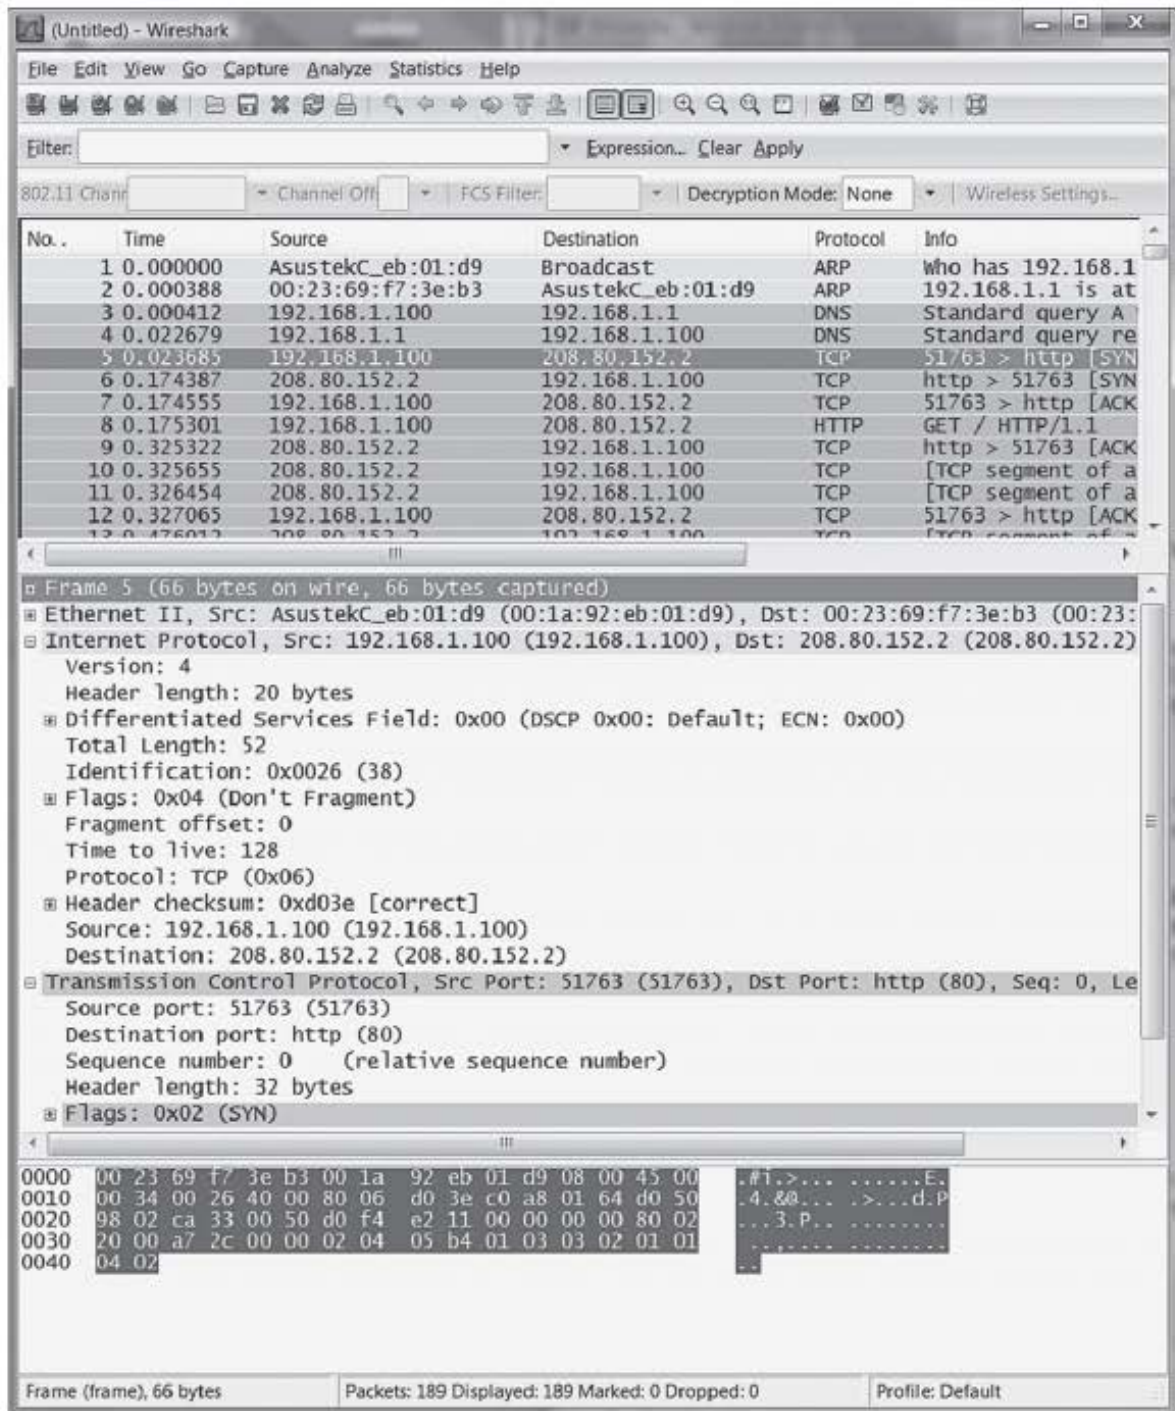 (Untitled) - Wireshark
File Edit View Go Capture Analyze Statistics Help
Filter: Expression... Clear Apply
802.11 Chann Channel Off: FCS Filter: Decryption Mode: None Wireless Settings...
No. . Time Source Destination Protocol Info
1 0.000000 AsustekC_eb:01:d9 Broadcast ARP Who has 192.168.1
2 0.000388 00:23:69:f7:3e:b3 AsustekC_eb:01:d9 ARP 192.168.1.1 is at
3 0.000412 192.168.1.100 192.168.1.1 DNS Standard query A
4 0.022679 192.168.1.1 192.168.1.100 DNS Standard query re
5 0.023685 192.168.1.100 208.80.152.2 TCP 51763 > http [SYN
6 0.174387 208.80.152.2 192.168.1.100 TCP http > 51763 [SYN
7 0.174555 192.168.1.100 208.80.152.2 TCP 51763 > http [ACK
8 0.175301 192.168.1.100 208.80.152.2 HTTP GET / HTTP/1.1
9 0.325322 208.80.152.2 192.168.1.100 TCP http > 51763 [ACK
10 0.325655 208.80.152.2 192.168.1.100 TCP [TCP segment of a
11 0.326454 208.80.152.2 192.168.1.100 TCP [TCP segment of a
12 0.327065 192.168.1.100 208.80.152.2 TCP 51763 > http [ACK
13 0.476012 208.80.152.2 192.168.1.100 TCP [TCP segment of a
Frame 5 (66 bytes on wire, 66 bytes captured)
Ethernet II, Src: AsustekC_eb:01:d9 (00:1a:92:eb:01:d9), Dst: 00:23:69:f7:3e:b3 (00:23:
Internet Protocol, Src: 192.168.1.100 (192.168.1.100), Dst: 208.80.152.2 (208.80.152.2)
Version: 4
Header length: 20 bytes
Differentiated Services Field: 0x00 (DSCP 0x00: Default; ECN: 0x00)
Total Length: 52
Identification: 0x0026 (38)
Flags: 0x04 (Don't Fragment)
Fragment offset: 0
Time to live: 128
Protocol: TCP (0x06)
Header checksum: 0xd03e [correct]
Source: 192.168.1.100 (192.168.1.100)
Destination: 208.80.152.2 (208.80.152.2)
Transmission Control Protocol, Src Port: 51763 (51763), Dst Port: http (80), Seq: 0, Le
Source port: 51763 (51763)
Destination port: http (80)
Sequence number: 0 (relative sequence number)
Header length: 32 bytes
Flags: 0x02 (SYN)
0000 00 23 69 f7 3e b3 00 1a 92 eb 01 d9 08 00 45 00 .#i.>... ......E.
0010 00 34 00 26 40 00 80 06 d0 3e c0 a8 01 64 d0 50 .4.&@... .>...d.P
0020 98 02 ca 33 00 50 d0 f4 e2 11 00 00 00 00 80 02 ...3.P.. ........
0030 20 00 a7 2c 00 00 02 04 05 b4 01 03 03 02 01 01 ..,.... ........
0040 04 02 ..
Frame (frame), 66 bytes Packets: 189 Displayed: 189 Marked: 0 Dropped: 0 Profile: Default